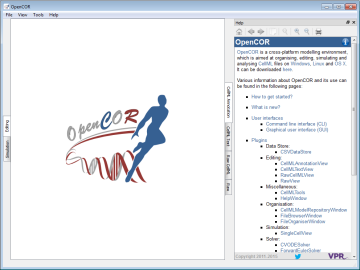 OpenCOR
File View Tools Help
Editing
Simulation
OpenCOR
CellML Annotation
CellML Text
Raw CellML
Raw
Help
OpenCOR
OpenCOR is a cross-platform modelling environment,
which is aimed at organising, editing, simulating and
analysing CellML files on Windows, Linux and OS X.
It can be downloaded here.
Various information about OpenCOR and its use can
be found in the following pages:
How to get started?
What is new?
User interfaces
Command line interface (CLI)
Graphical user interface (GUI)
Plugins
Data Store:
CSVDataStore
Editing:
CellMLAnnotationView
CellMLTextView
RawCellMLView
RawView
Miscellaneous:
CellMLTools
HelpWindow
Organisation:
CellMLModelRepositoryWindow
FileBrowserWindow
FileOrganiserWindow
Simulation:
SingleCellView
Solver:
CVODESolver
ForwardEulerSolver
Copyright 2011-2015
VPR